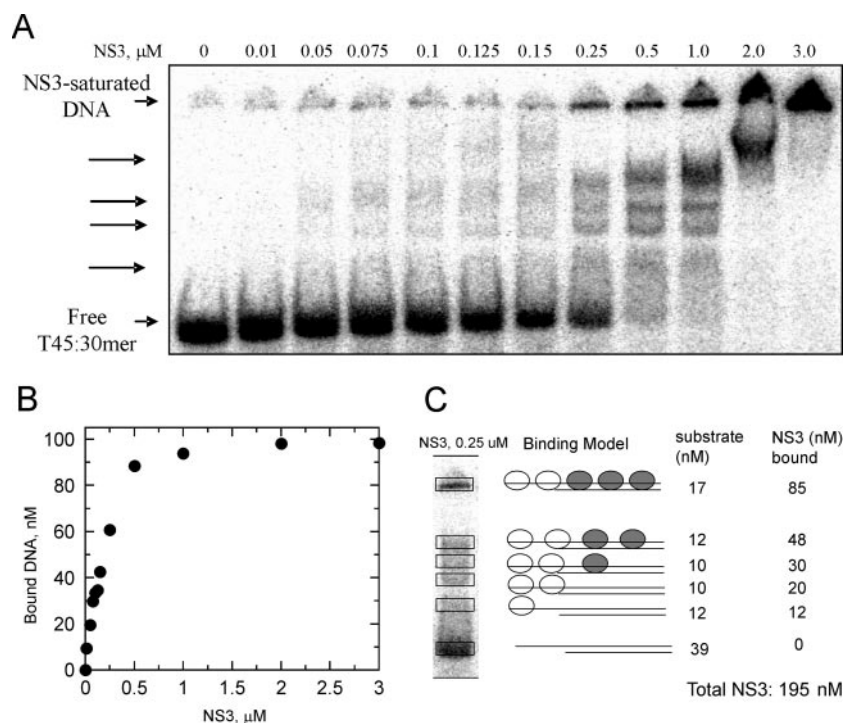 A
NS3, μM 0 0.01 0.05 0.075 0.1 0.125 0.15 0.25 0.5 1.0 2.0 3.0
NS3-saturated
DNA
Free
T45:30mer
B
Bound DNA, nM
100
80
60
40
20
0
0 0.5 1 1.5 2 2.5 3
NS3, μM
C
NS3, 0.25 uM Binding Model substrate (nM) NS3 (nM) bound
17 85
12 48
10 30
10 20
12 12
39 0
Total NS3: 195 nM